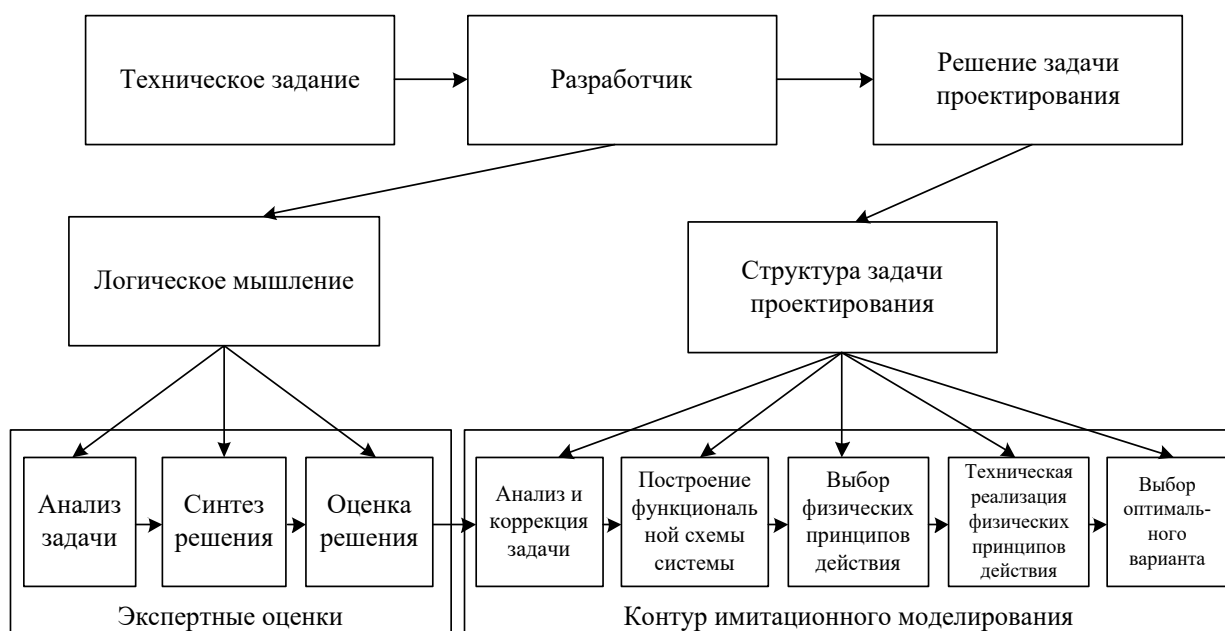 Техническое задание
Разработчик
Решение задачи
проектирования
Логическое мышление
Структура задачи
проектирования
Анализ
задачи
Синтез
решения
Оценка
решения
Анализ и
коррекция
задачи
Построение
функциональ
ной схемы
системы
Выбор
физических
принципов
действия
Техническая
реализация
физических
принципов
действия
Выбор
оптималь-
ного
варианта
Экспертные оценки
Контур имитационного моделирования